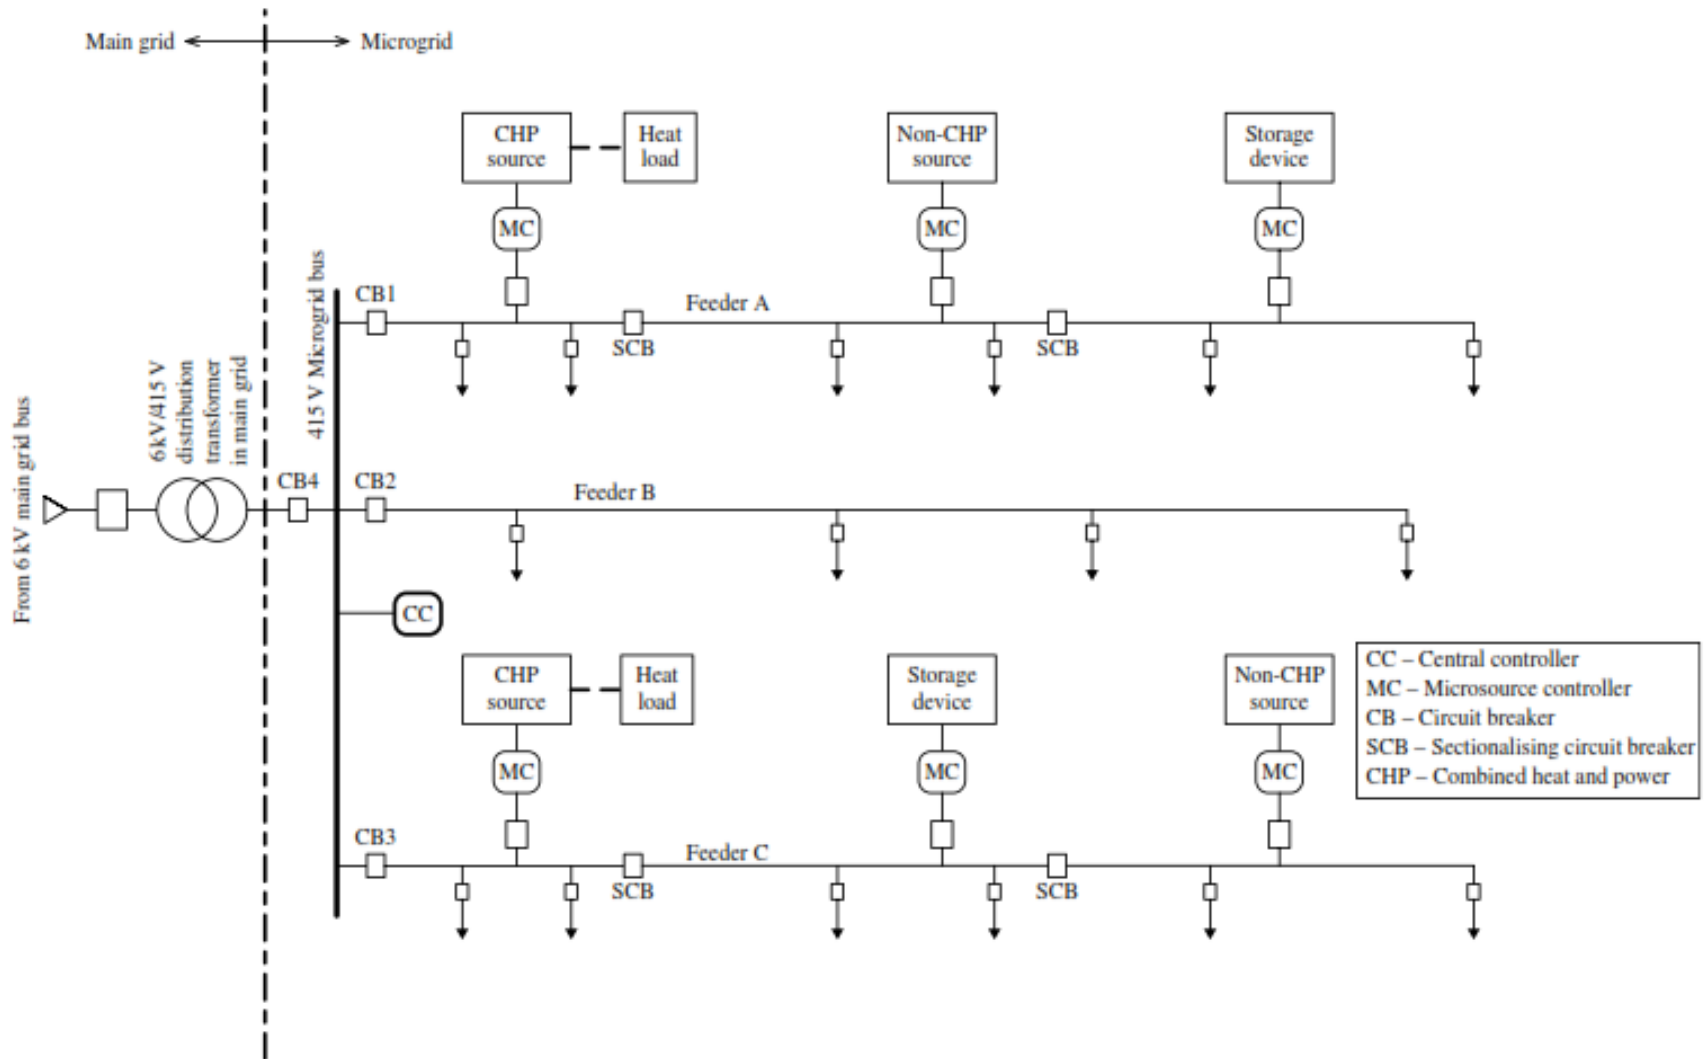 Main grid
Microgrid
CHP
source
Heat
load
Non-CHP
source
Storage
device
MC
MC
MC
415 V Microgrid bus
CB1
Feeder A
SCB
SCB
From 6 kV main grid bus
6 kV/415 V
distribution
transformer
in main grid
CB4
CB2
Feeder B
CC
CHP
source
Heat
load
Storage
device
Non-CHP
source
MC
MC
MC
CB3
Feeder C
SCB
SCB
CC – Central controller
MC – Microsource controller
CB – Circuit breaker
SCB – Sectionalising circuit breaker
CHP – Combined heat and power